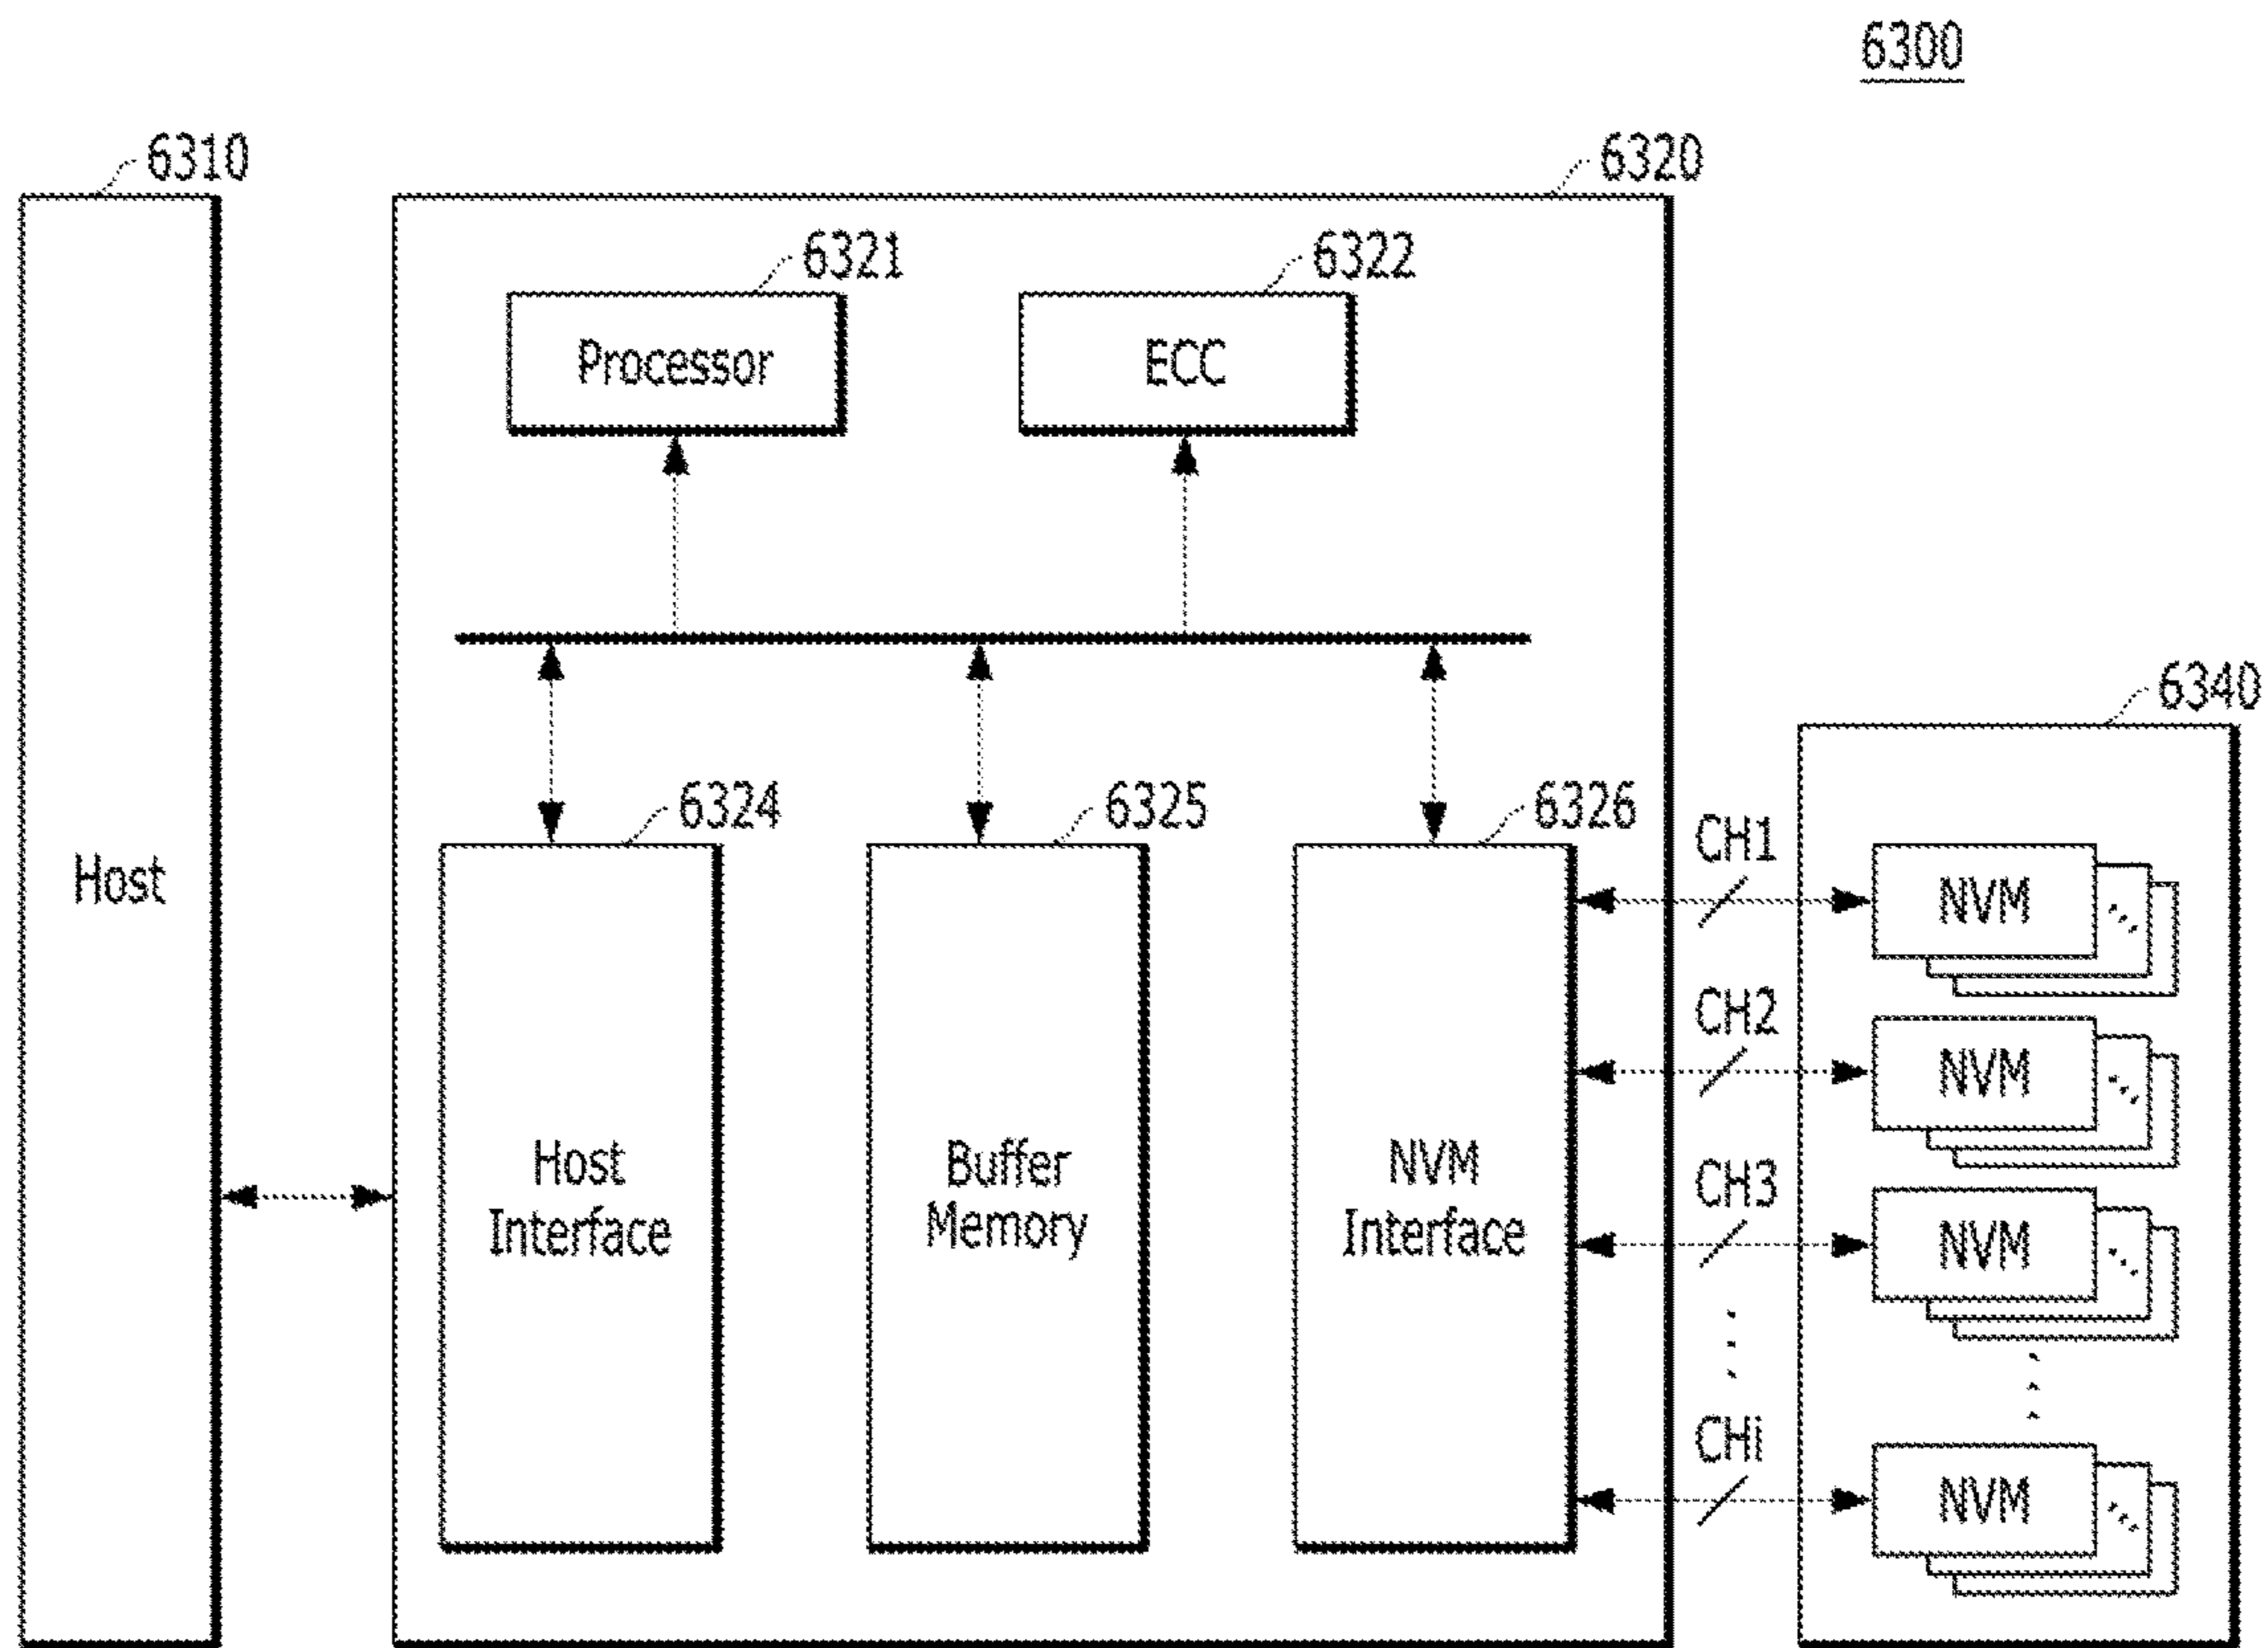 6300
6310
6320
6321
6322
Processor
ECC
6340
6324
6325
6326
CH1
Host
NVM
CH2
NVM
Host
Interface
Buffer
Memory
NVM
Interface
CH3
NVM
CHi
NVM